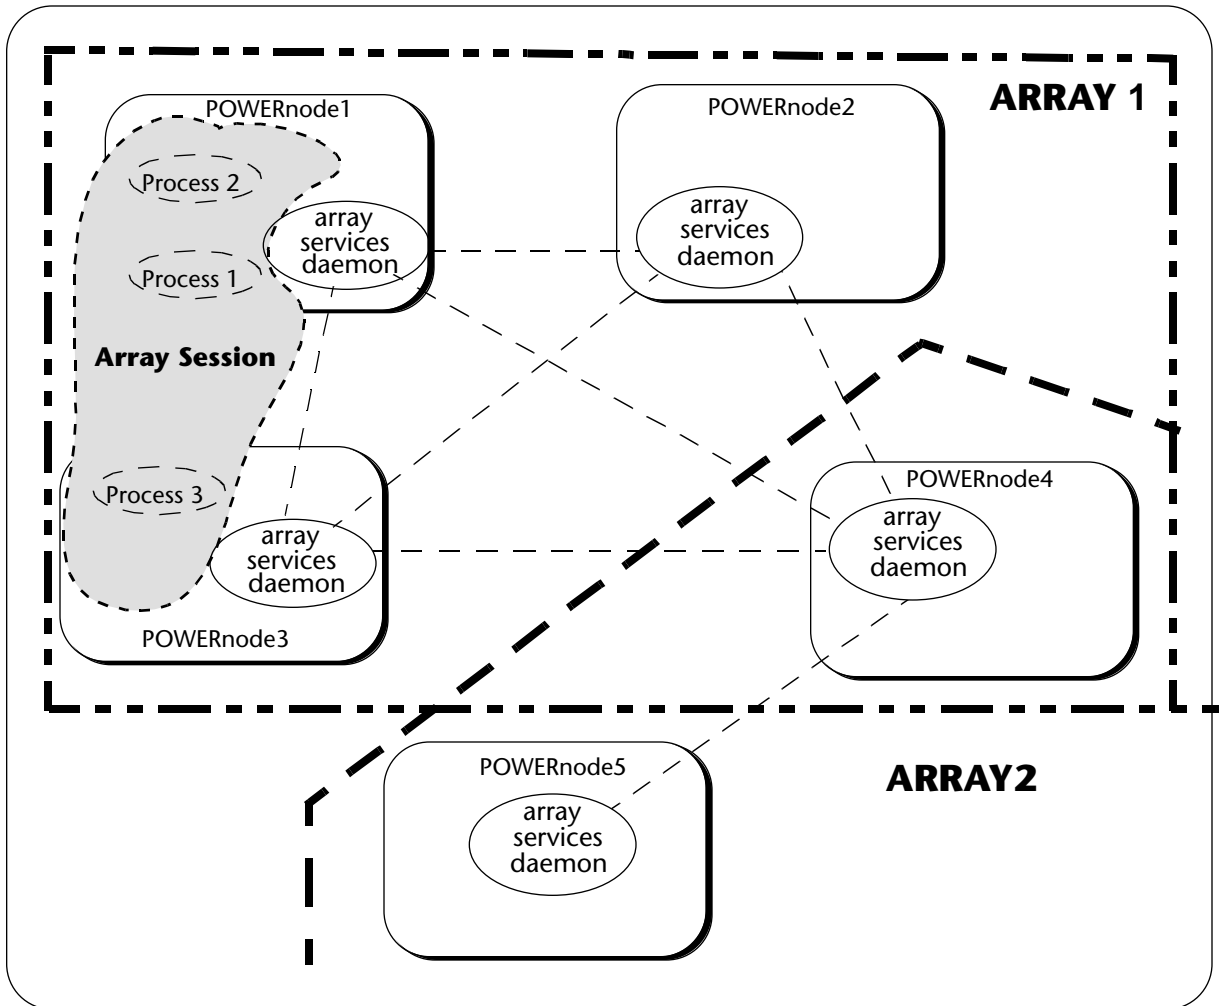 ARRAY 1
POWERnode1
POWERnode2
Process 2
array
services
daemon
array
services
daemon
Process 1
Array Session
Process 3
array
services
daemon
POWERnode3
POWERnode4
array
services
daemon
ARRAY2
POWERnode5
array
services
daemon